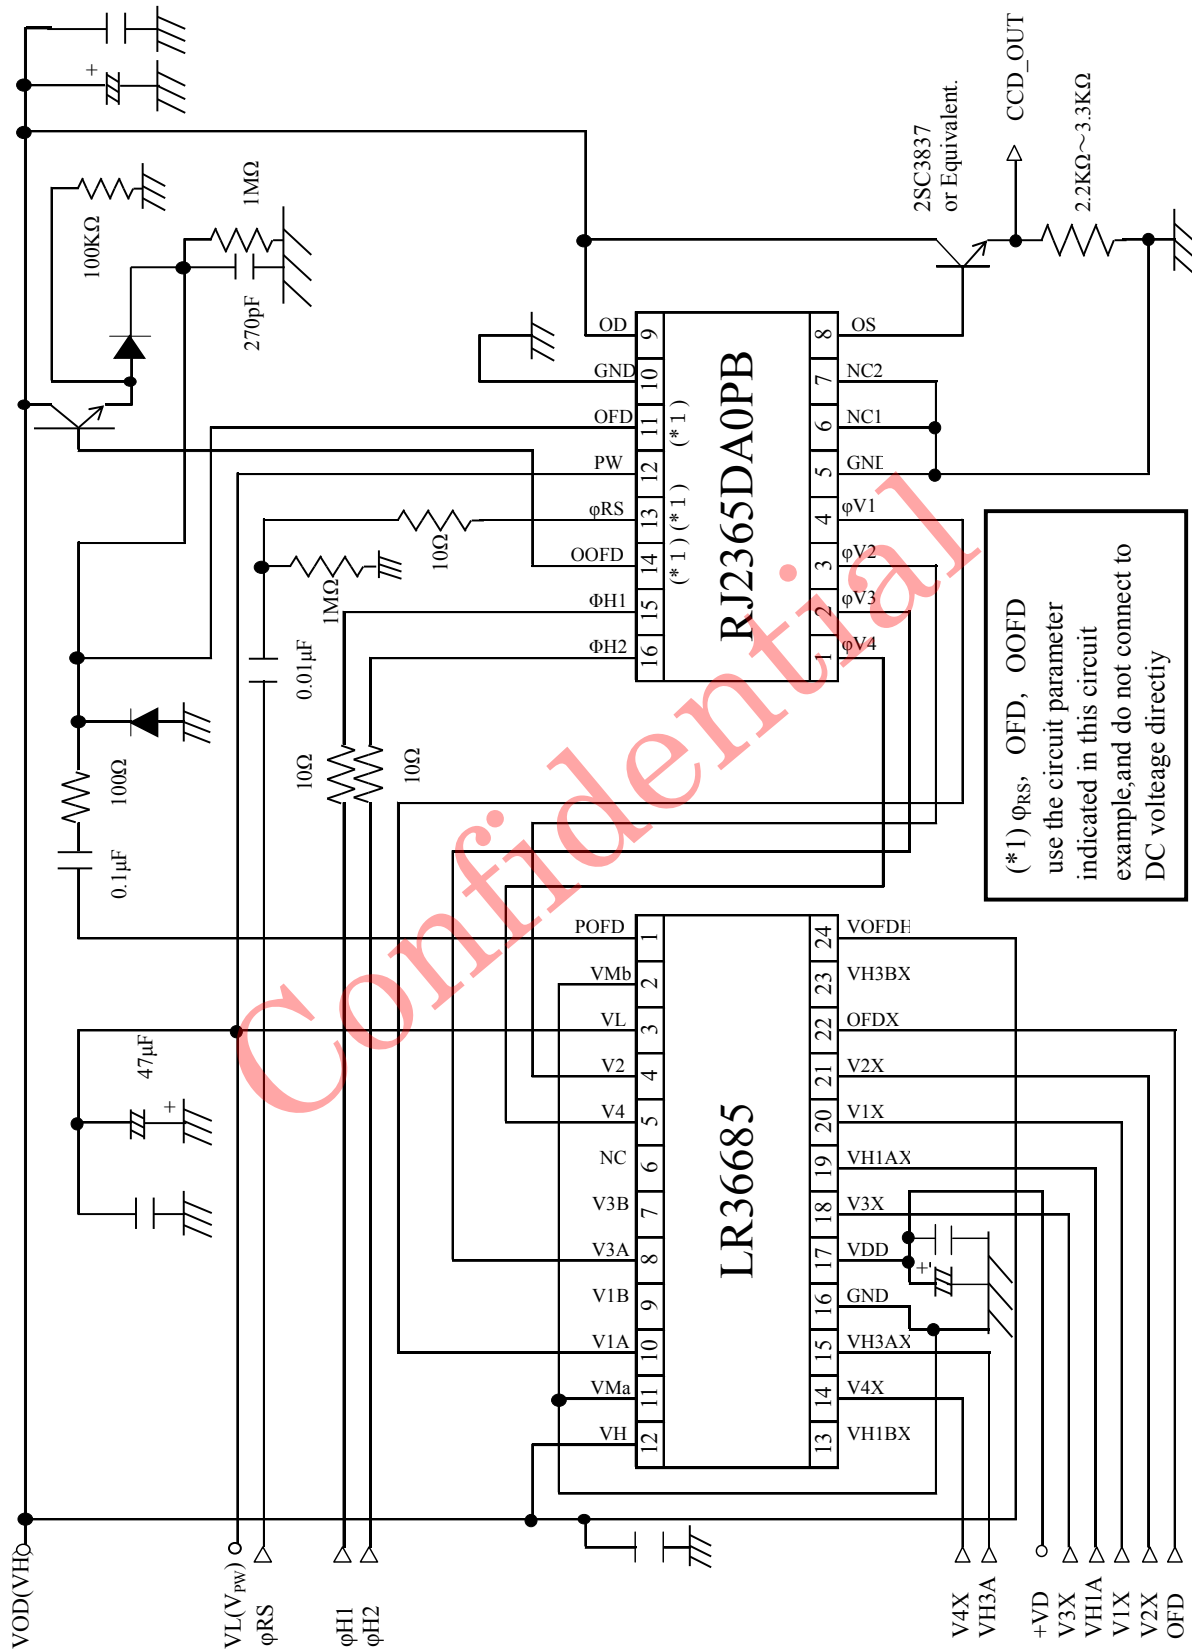 VOD(VH)
VL(VPW)
φRS
φH1
φH2
+
100KΩ
1MΩ
270pF
100Ω
0.1μF
47μF
+
0.01μF
1MΩ
10Ω
10Ω
10Ω
2SC3837
or Equivalent.
CCD_OUT
2.2KΩ～3.3KΩ
RJ2365DA0PB
OD
9
GND
10
OFD
11
(*1)
PW
12
φRS
13
(*1)
OOFD
14
(*1)
ΦH1
15
ΦH2
16
OS
8
NC2
7
NC1
6
GND
5
φV1
4
φV2
3
φV3
2
φV4
1
LR36685
POFD
1
VMb
2
VL
3
V2
4
V4
5
NC
6
V3B
7
V3A
8
V1B
9
V1A
10
VMa
11
VH
12
VOFDH
24
VH3BX
23
OFDX
22
V2X
21
V1X
20
VH1AX
19
V3X
18
VDD
17
GND
16
VH3AX
15
V4X
14
VH1BX
13
+
V4X
VH3A
+VD
V3X
VH1A
V1X
V2X
OFD
(*1) φRS, OFD, OOFD
use the circuit parameter
indicated in this circuit
example,and do not connect to
DC volteage directiy
Confidential